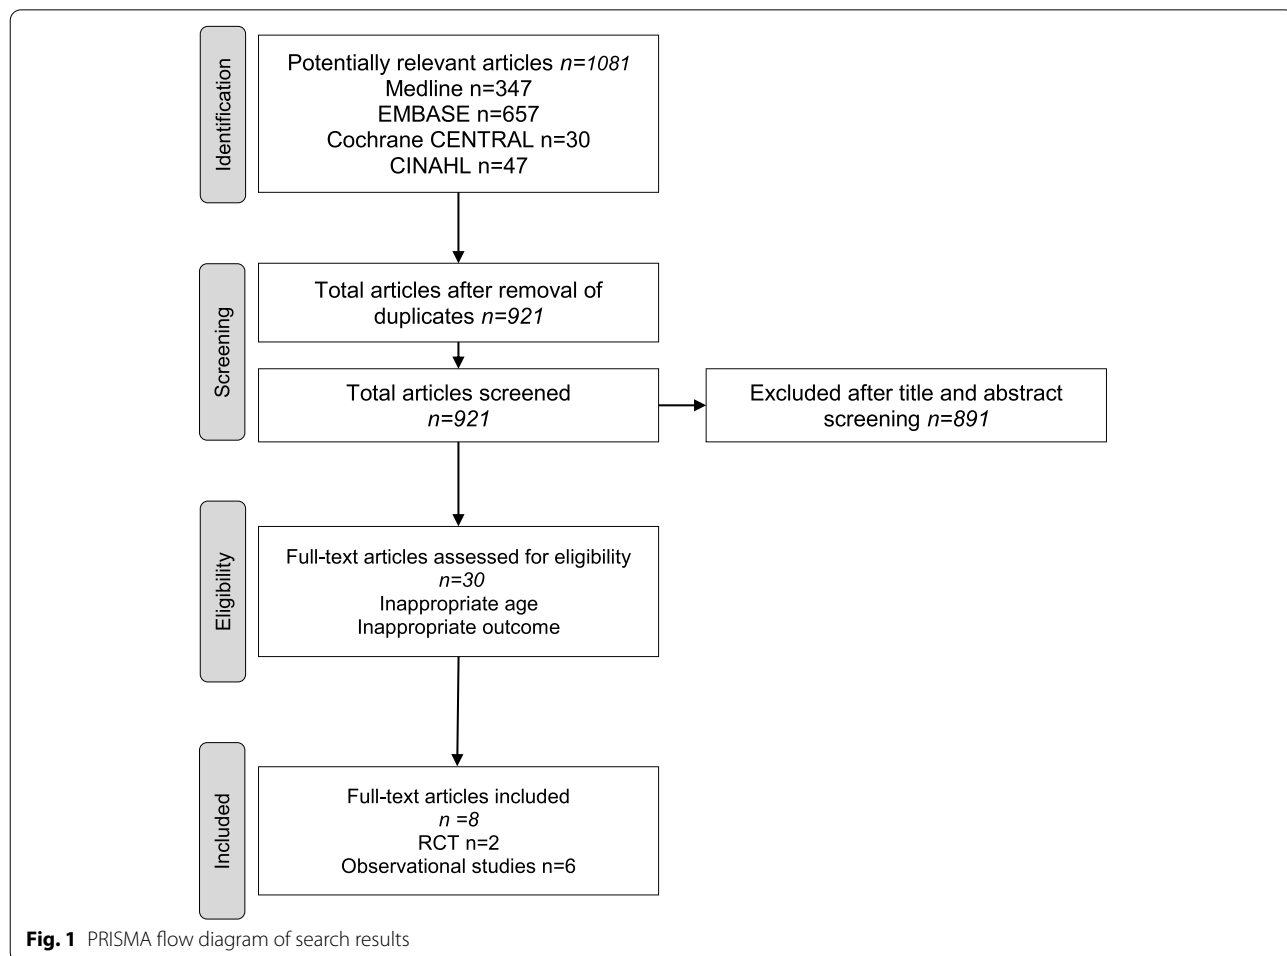 Identification
Potentially relevant articles n=1081
Medline n=347
EMBASE n=657
Cochrane CENTRAL n=30
CINAHL n=47
Screening
Total articles after removal of
duplicates n=921
Total articles screened
n=921
Excluded after title and abstract
screening n=891
Eligibility
Full-text articles assessed for eligibility
n=30
Inappropriate age
Inappropriate outcome
Included
Full-text articles included
n =8
RCT n=2
Observational studies n=6
Fig. 1 PRISMA flow diagram of search results